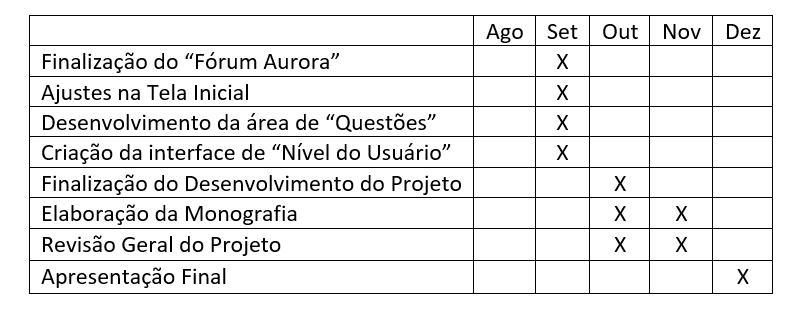 Ago Set Out Nov Dez
Finalização do “Fórum Aurora” X
Ajustes na Tela Inicial X
Desenvolvimento da área de “Questões” X
Criação da interface de “Nível do Usuário” X
Finalização do Desenvolvimento do Projeto X
Elaboração da Monografia X X
Revisão Geral do Projeto X X
Apresentação Final X